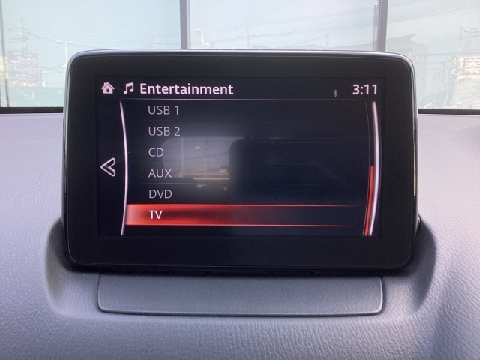 Entertainment 3:11
USB 1
USB 2
CD
AUX
DVD
TV